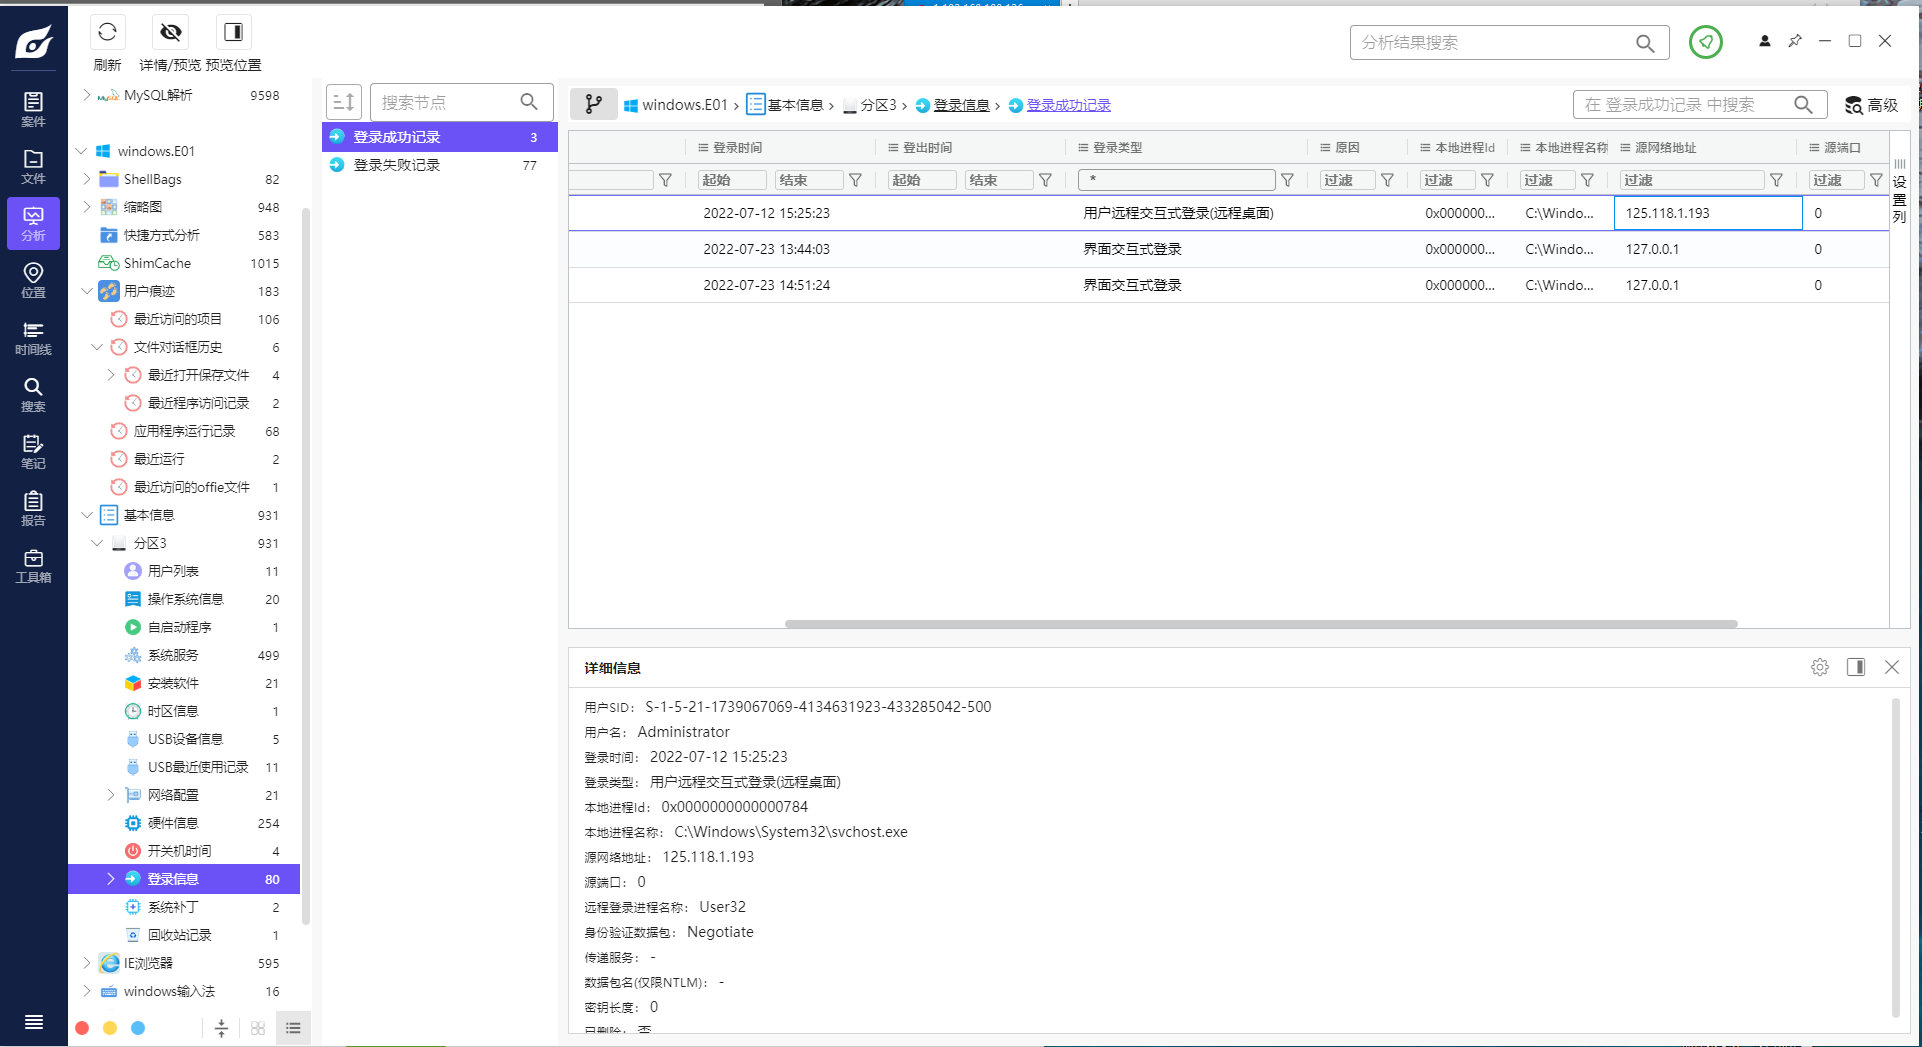 刷新
详情/预览
预览位置
分析结果搜索
案件
文件
分析
位置
时间线
搜索
笔记
报告
工具箱
MySQL解析 9598
windows.E01
ShellBags 82
缩略图 948
快捷方式分析 583
ShimCache 1015
用户痕迹 183
最近访问的项目 106
文件对话框历史 6
最近打开保存文件 4
最近程序访问记录 2
应用程序运行记录 68
最近运行 2
最近访问的offie文件 1
基本信息 931
分区3 931
用户列表 11
操作系统信息 20
自启动程序 1
系统服务 499
安装软件 21
时区信息 1
USB设备信息 5
USB最近使用记录 11
网络配置 21
硬件信息 254
开关机时间 4
登录信息 80
系统补丁 2
回收站记录 1
IE浏览器 595
windows输入法 16
搜索节点
登录成功记录 3
登录失败记录 77
windows.E01 › 基本信息 › 分区3 › 登录信息 › 登录成功记录
在 登录成功记录 中搜索
高级
登录时间 登出时间 登录类型 原因 本地进程Id 本地进程名称 源网络地址 源端口
起始 结束 起始 结束 * 过滤 过滤 过滤 过滤 过滤
2022-07-12 15:25:23 用户远程交互式登录(远程桌面) 0x000000... C:\Windo... 125.118.1.193 0
2022-07-23 13:44:03 界面交互式登录 0x000000... C:\Windo... 127.0.0.1 0
2022-07-23 14:51:24 界面交互式登录 0x000000... C:\Windo... 127.0.0.1 0
设置列
详细信息
用户SID： S-1-5-21-1739067069-4134631923-433285042-500
用户名： Administrator
登录时间： 2022-07-12 15:25:23
登录类型： 用户远程交互式登录(远程桌面)
本地进程Id： 0x0000000000000784
本地进程名称： C:\Windows\System32\svchost.exe
源网络地址： 125.118.1.193
源端口： 0
远程登录进程名称： User32
身份验证数据包： Negotiate
传递服务： -
数据包名(仅限NTLM)： -
密钥长度： 0
已删除： 否